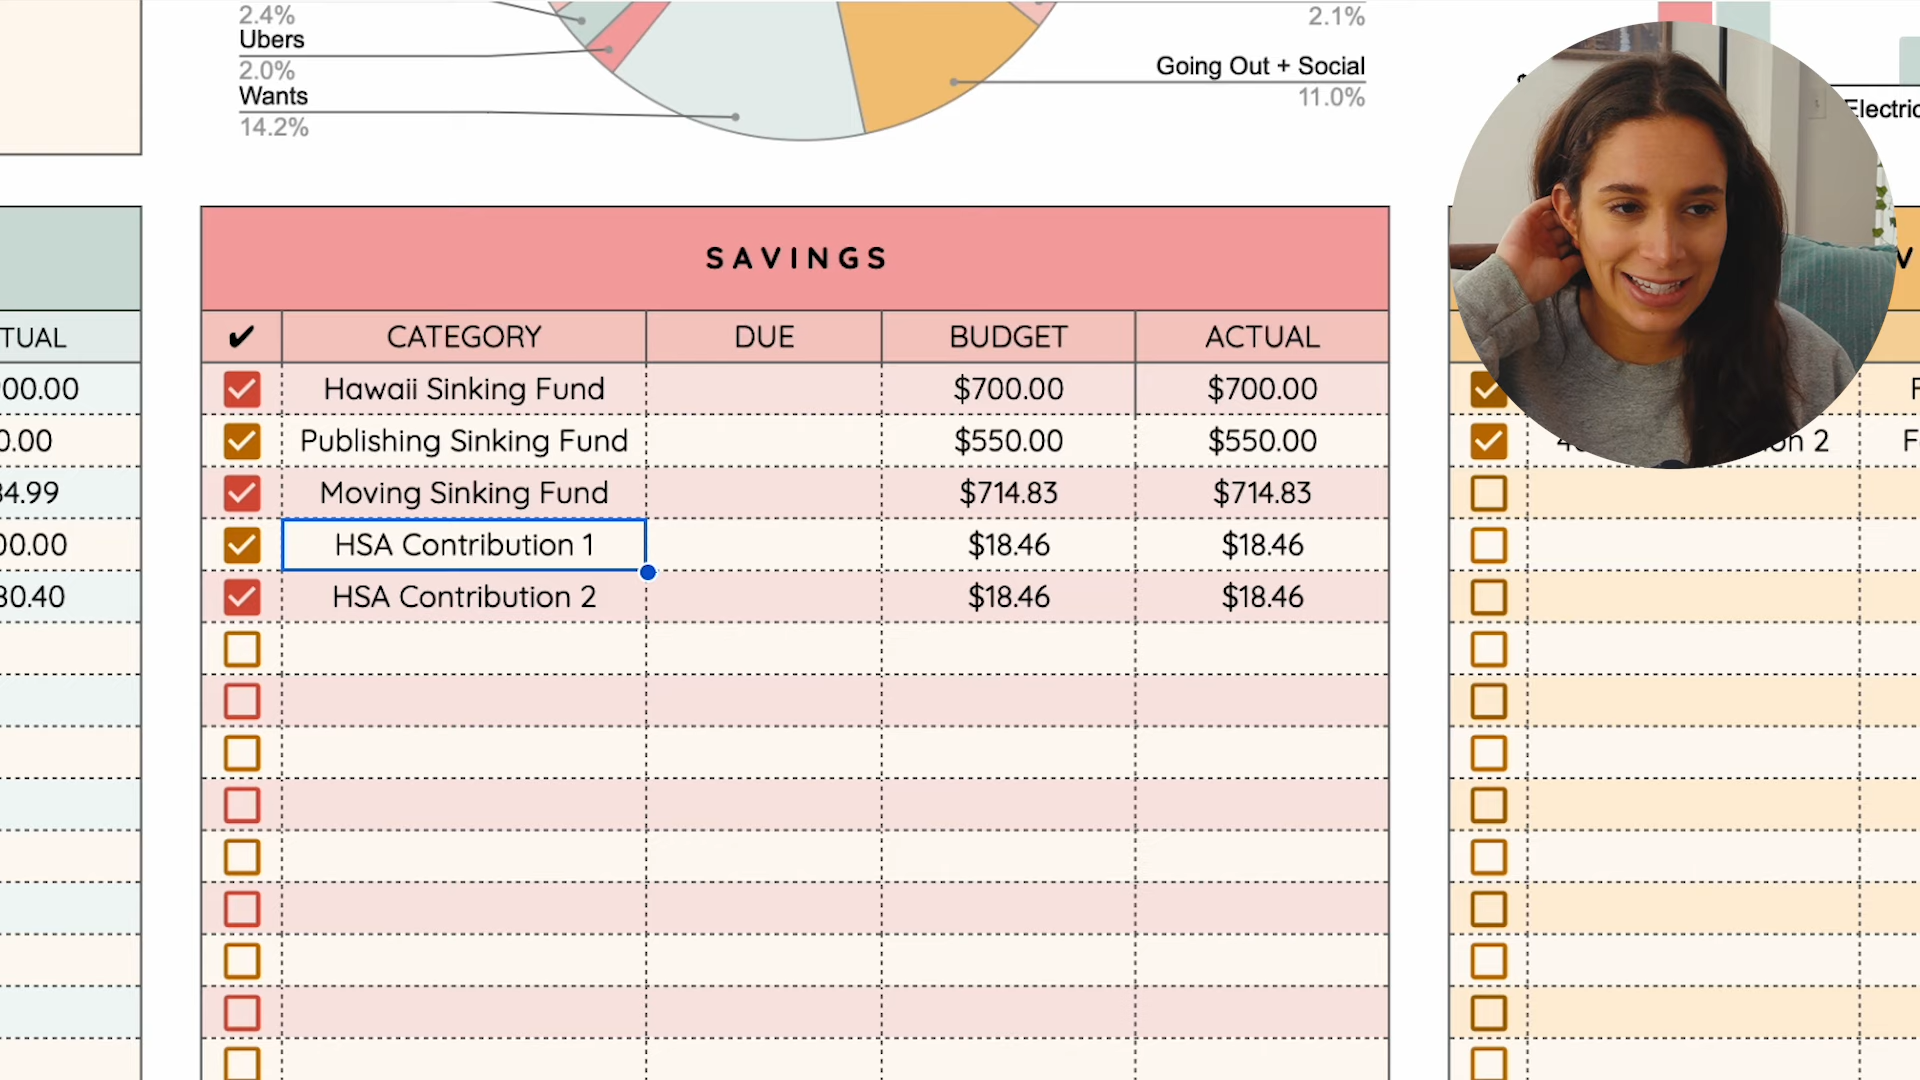 2.4%
Ubers
2.0%
Wants
14.2%
2.1%
Going Out + Social
11.0%
SAVINGS
TUAL
✔ CATEGORY DUE BUDGET ACTUAL
00.00 Hawaii Sinking Fund $700.00 $700.00
0.00 Publishing Sinking Fund $550.00 $550.00
34.99 Moving Sinking Fund $714.83 $714.83
00.00 HSA Contribution 1 $18.46 $18.46
80.40 HSA Contribution 2 $18.46 $18.46
Electric
n 2